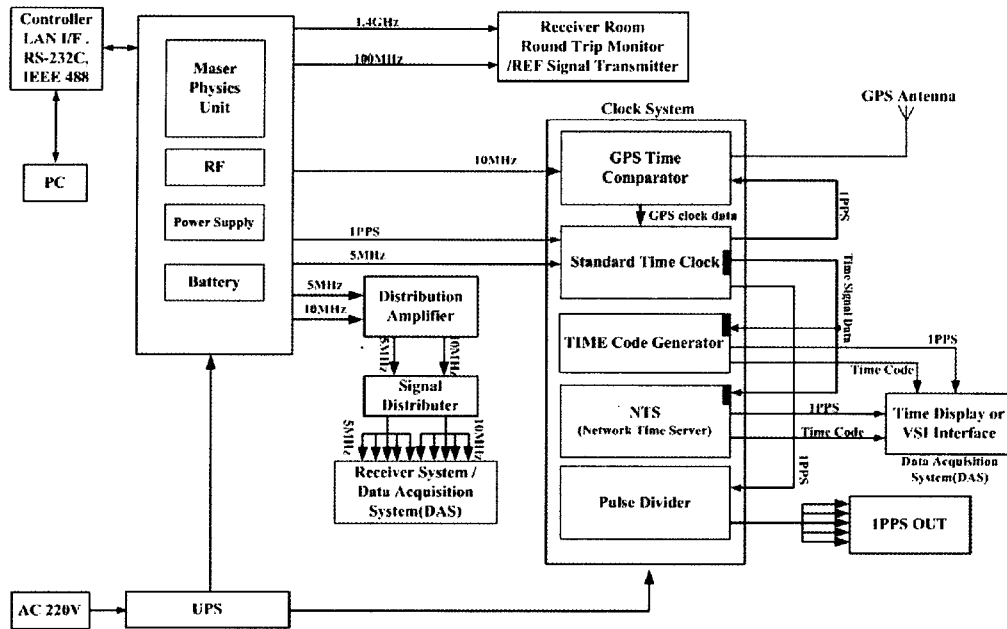 Controller
LAN I/F ,
RS-232C,
IEEE 488
PC
Maser
Physics
Unit
RF
Power Supply
Battery
1.4GHz
100MHz
Receiver Room
Round Trip Monitor
/REF Signal Transmitter
Clock System
GPS Antenna
10MHz
GPS Time
Comparator
GPS clock data
1PPS
1PPS
5MHz
Standard Time Clock
Time Signal Data
5MHz
10MHz
Distribution
Amplifier
5MHz
10MHz
Signal
Distributer
5MHz
10MHz
Receiver System /
Data Acquisition
System(DAS)
TIME Code Generator
1PPS
Time Code
NTS
(Network Time Server)
1PPS
Time Code
Time Display or
VSI Interface
Data Acquisition
System(DAS)
1PPS
Pulse Divider
1PPS OUT
AC 220V
UPS